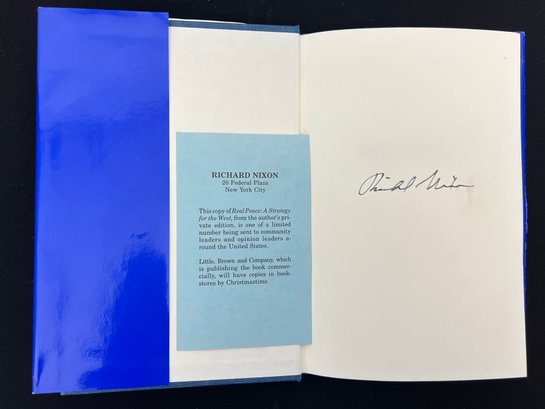 RICHARD NIXON
26 Federal Plaza
New York City
This copy of Real Peace: A Strategy
for the West, from the author's pri-
vate edition, is one of a limited
number being sent to community
leaders and opinion leaders a-
round the United States.
Little, Brown and Company, which
is publishing the book commer-
cially, will have copies in book-
stores by Christmastime.
Richard Nixon